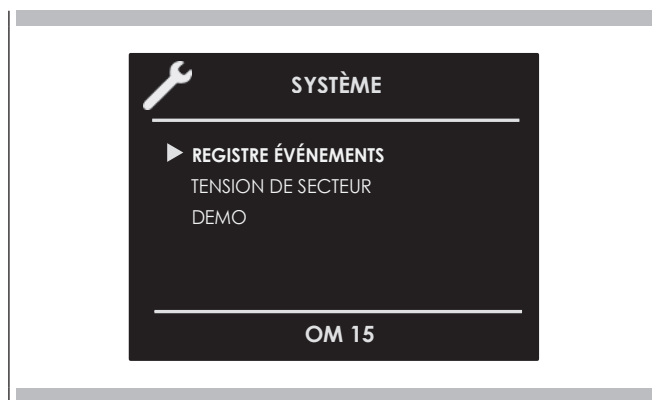 SYSTÈME
REGISTRE ÉVÉNEMENTS
TENSION DE SECTEUR
DEMO
OM 15